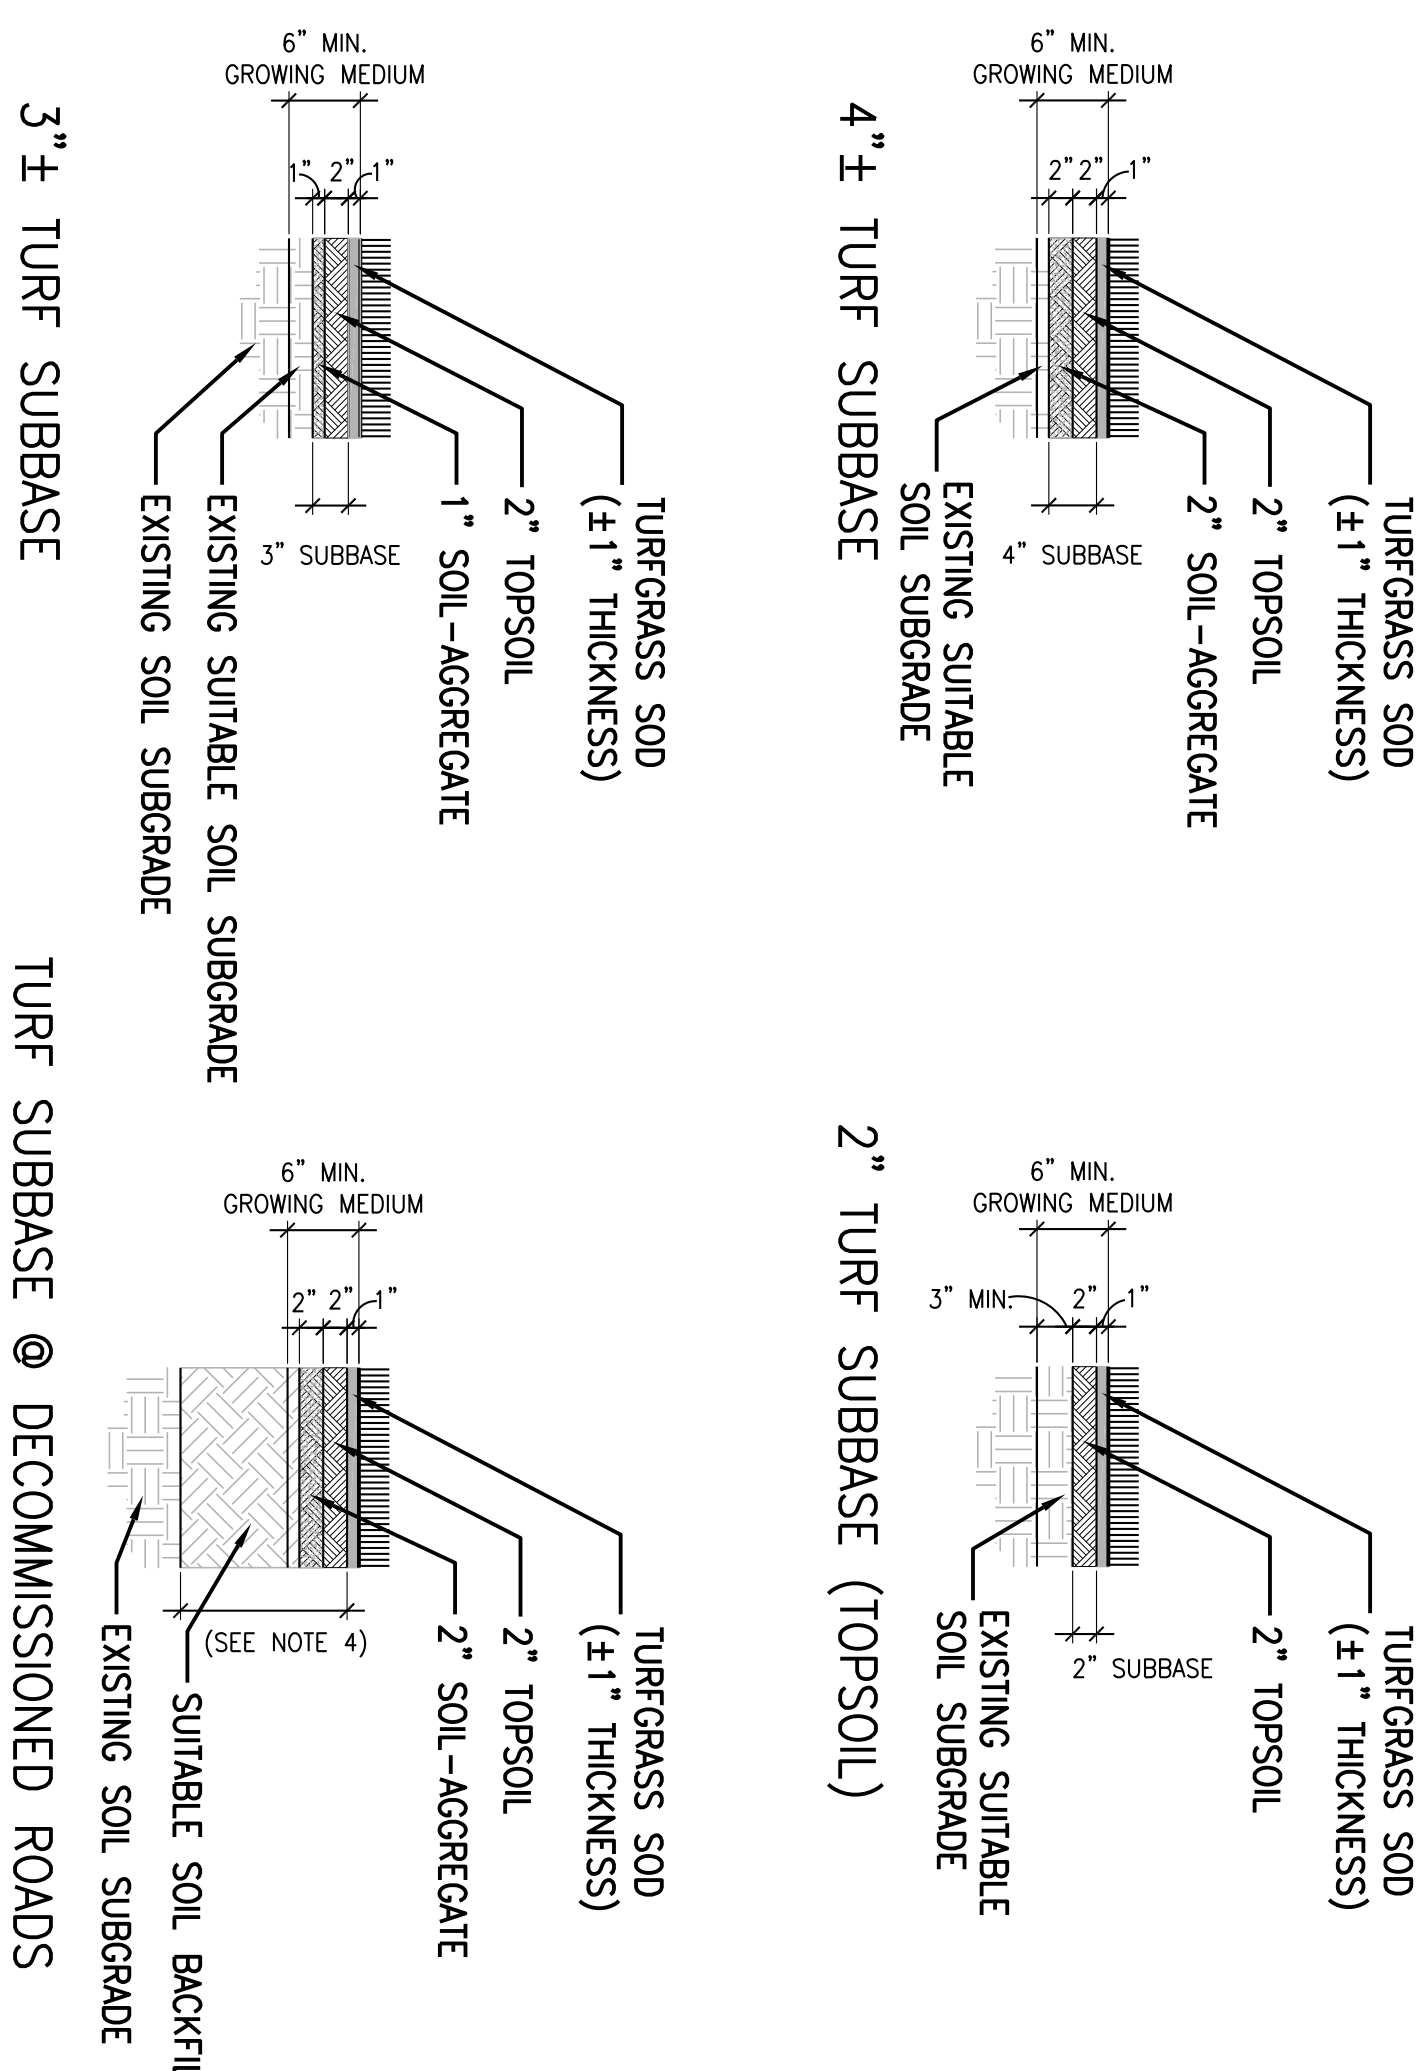 6” MIN.
GROWING MEDIUM
2” 2” 1”
TURFGRASS SOD
(±1” THICKNESS)
2” TOPSOIL
2” SOIL-AGGREGATE
EXISTING SUITABLE
SOIL SUBGRADE
4” SUBBASE
4”± TURF SUBBASE
6” MIN.
GROWING MEDIUM
3” MIN. 2” 1”
TURFGRASS SOD
(±1” THICKNESS)
2” TOPSOIL
EXISTING SUITABLE
SOIL SUBGRADE
2” SUBBASE
2” TURF SUBBASE (TOPSOIL)
6” MIN.
GROWING MEDIUM
1” 2” 1”
TURFGRASS SOD
(±1” THICKNESS)
2” TOPSOIL
1” SOIL-AGGREGATE
EXISTING SUITABLE SOIL SUBGRADE
EXISTING SOIL SUBGRADE
3” SUBBASE
3”± TURF SUBBASE
6” MIN.
GROWING MEDIUM
2” 2” 1”
TURFGRASS SOD
(±1” THICKNESS)
2” TOPSOIL
2” SOIL-AGGREGATE
(SEE NOTE 4)
SUITABLE SOIL
EXISTING SOIL SUBGRADE
TURF SUBBASE @ DECOMMISSIONED ROADS